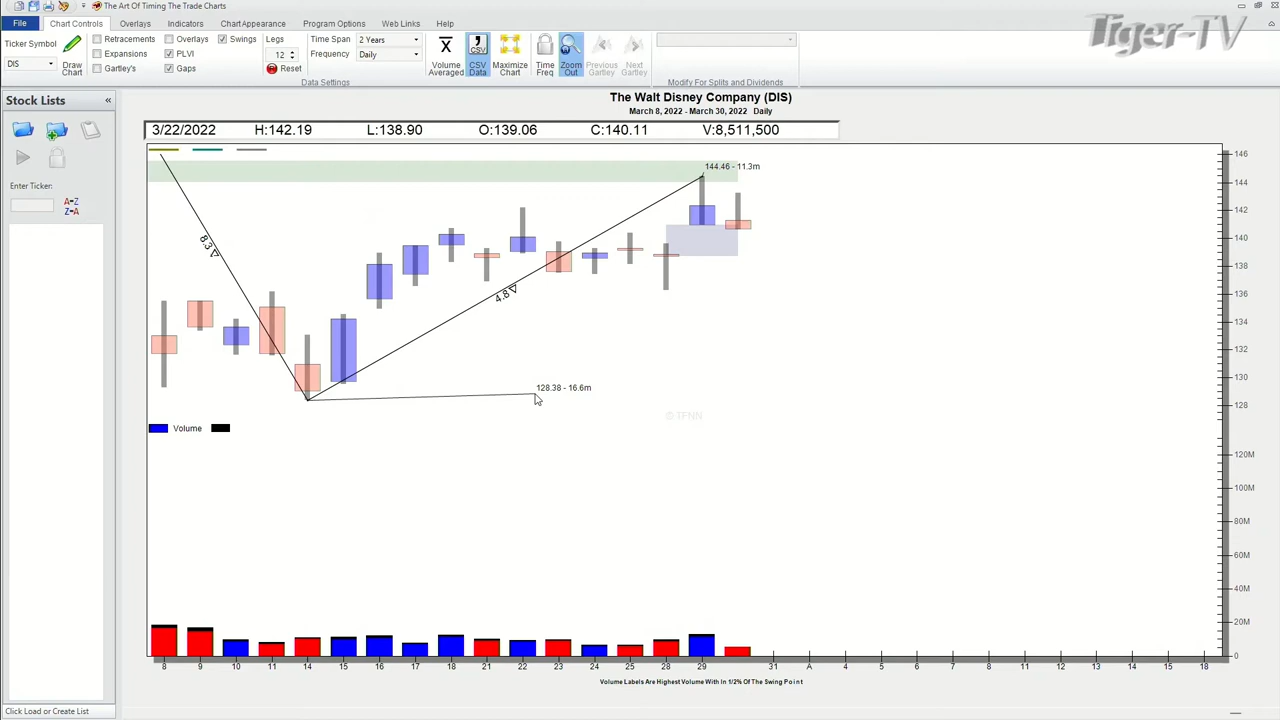 The Art Of Timing The Trade Charts
Tiger-TV
File
Chart Controls
Overlays
Indicators
Chart Appearance
Program Options
Web Links
Help
Ticker Symbol
DIS
Draw
Chart
Retracements
Overlays
Swings
Expansions
PLVI
Gartley's
Gaps
Legs
12
Reset
Time Span
2 Years
Frequency
Daily
Data Settings
Volume
Averaged
CSV
Data
Maximize
Chart
Time
Freq
Zoom
Out
Previous
Gartley
Next
Gartley
Modify For Splits and Dividends
Stock Lists
«
Enter Ticker:
A-Z
Z-A
Click Load or Create List
The Walt Disney Company (DIS)
March 8, 2022 - March 30, 2022 Daily
3/22/2022 H:142.19 L:138.90 O:139.06 C:140.11 V:8,511,500
144.46 - 11.3m
8.3
4.8
128.38 - 16.6m
© TFNN
Volume
146
144
142
140
138
136
134
132
130
128
120M
100M
80M
60M
40M
20M
0
8 9 10 11 14 15 16 17 18 21 22 23 24 25 28 29 31 A 4 5 6 7 8 11 12 13 14 15 18
Volume Labels Are Highest Volume With In 1/2% Of The Swing Point